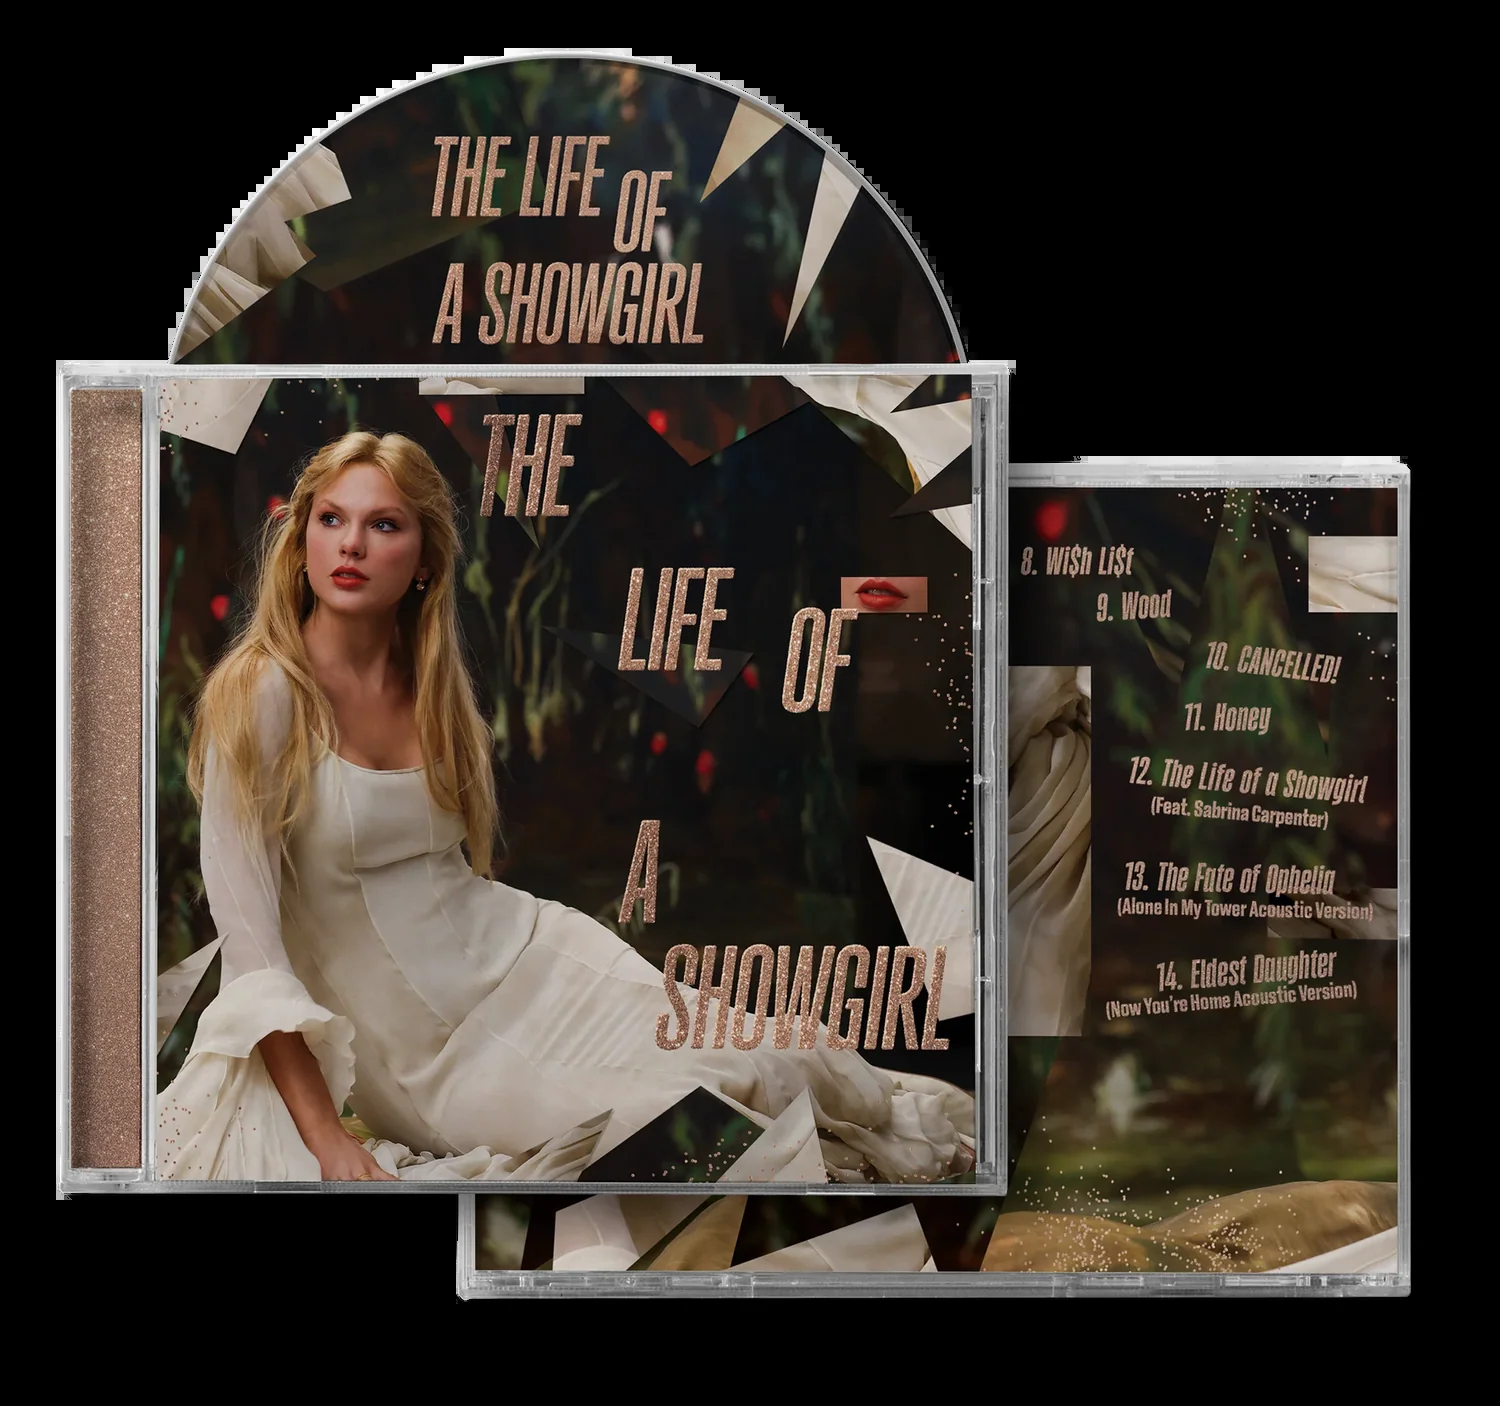 THE LIFE OF
A SHOWGIRL
THE
LIFE OF
A
SHOWGIRL
8. Wi$h Li$t
9. Wood
10. CANCELLED!
11. Honey
12. The Life of a Showgirl
(Feat. Sabrina Carpenter)
13. The Fate of Ophelia
(Alone In My Tower Acoustic Version)
14. Eldest Daughter
(Now You're Home Acoustic Version)